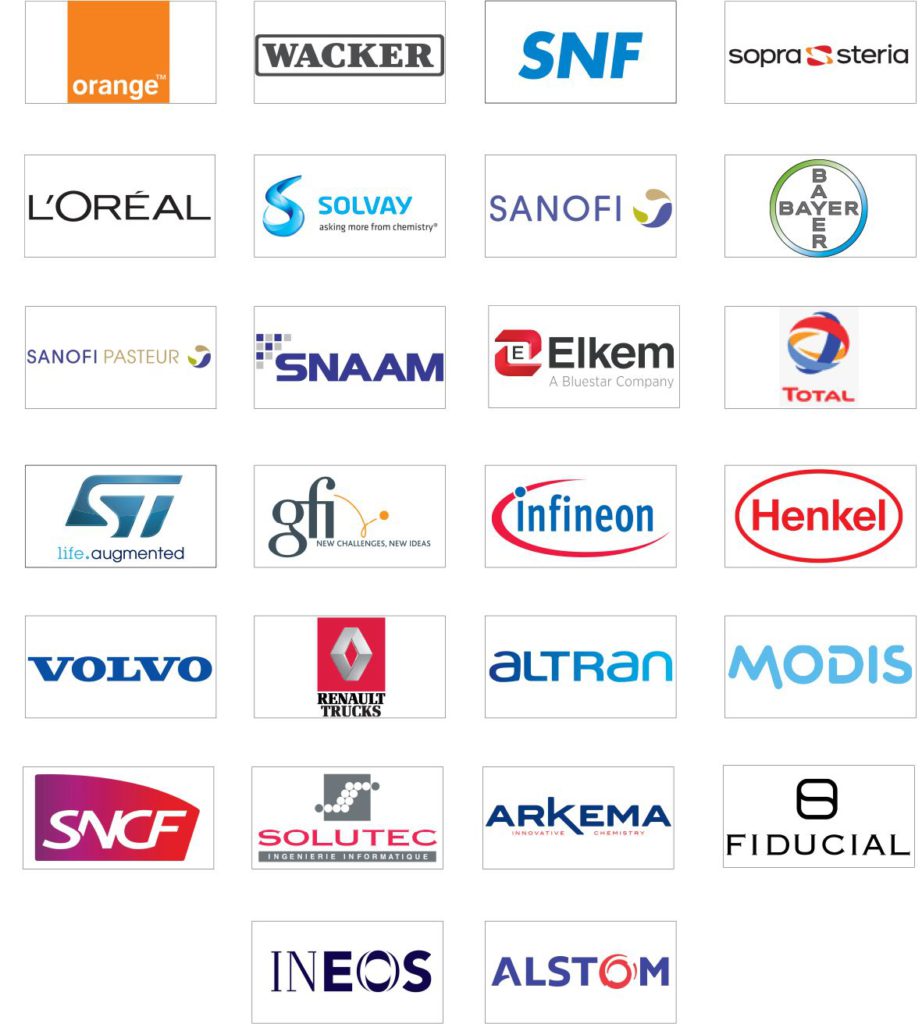 orange™
WACKER
SNF
sopra steria
L'ORÉAL
SOLVAY
asking more from chemistry®
SANOFI
BAYER
BAYER
SANOFI PASTEUR
SNAAM
E
Elkem
A Bluestar Company
TOTAL
ST
life.augmented
gfi
NEW CHALLENGES, NEW IDEAS
infineon
Henkel
VOLVO
RENAULT
TRUCKS
aLTRan
MODIS
SNCF
SOLUTEC
INGENIERIE INFORMATIQUE
ARKEMA
INNOVATIVE CHEMISTRY
FIDUCIAL
INEOS
ALSTOM